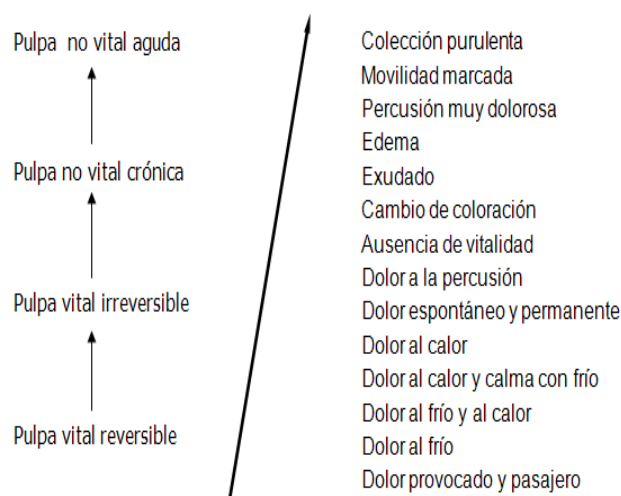 Pulpa no vital aguda
Pulpa no vital crónica
Pulpa vital irreversible
Pulpa vital reversible
Colección purulenta
Movilidad marcada
Percusión muy dolorosa
Edema
Exudado
Cambio de coloración
Ausencia de vitalidad
Dolor a la percusión
Dolor espontáneo y permanente
Dolor al calor
Dolor al calor y calma con frío
Dolor al frío y al calor
Dolor al frío
Dolor provocado y pasajero